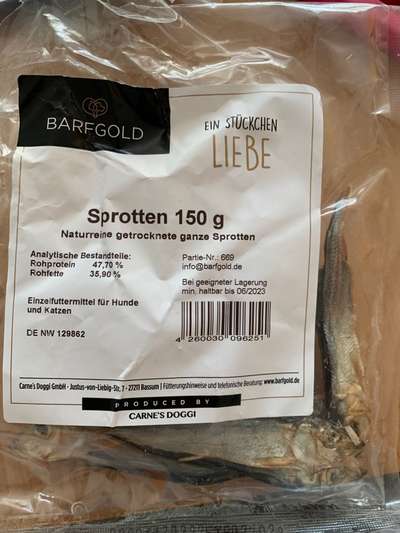 BARFGOLD
EIN STÜCKCHEN
LIEBE
Sprotten 150 g
Naturreine getrocknete ganze Sprotten
Analytische Bestandteile:
Rohprotein 47,70 %
Rohfette 35,90 %
Partie-Nr.: 669
info@barfgold.de
Bei geeigneter Lagerung
min. haltbar bis 06/2023
Einzelfuttermittel für Hunde
und Katzen
DE NW 129862
4 260030 096251
Carne's Doggi GmbH - Justus-von-Liebig-Str. 7 - 27211 Bassum | Fütterungshinweise und telefonische Beratung: www.barfgold.de
PRODUCED BY
CARNE'S DOGGI